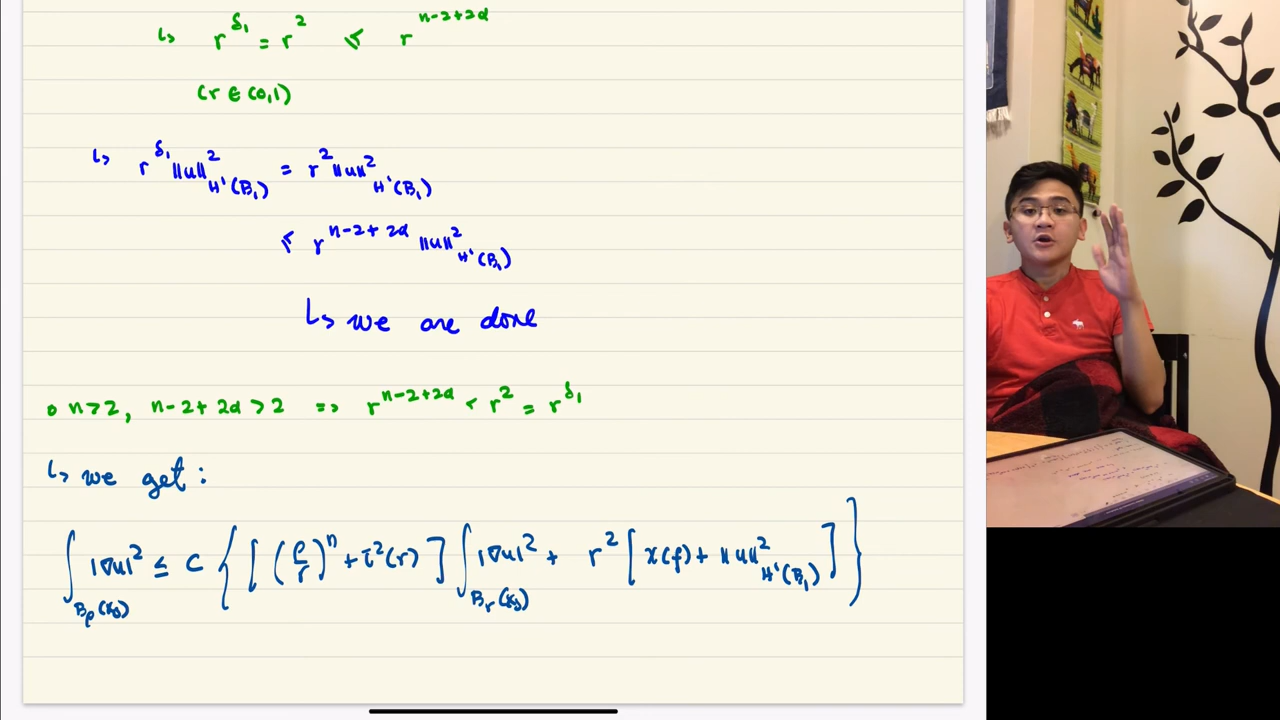 ↳ r^{δ₁} = r² ≤ r^{n-2+2α}
(r ∈ (0,1)
↳ r^{δ₁} ||u||²_{H¹(B₁)} = r² ||u||²_{H¹(B₁)}
≤ r^{n-2+2α} ||u||²_{H¹(B₁)}
↳ we are done
o n>2, n-2+2α > 2 => r^{n-2+2α} < r² = r^{δ₁}
↳ we get :
∫_{B_ρ(x₀)} |∇u|² ≤ C { [ (ρ/r)^n + τ²(r) ] ∫_{B_r(x₀)} |∇u|² + r² [ χ(f) + ||u||²_{H¹(B₁)} ] }